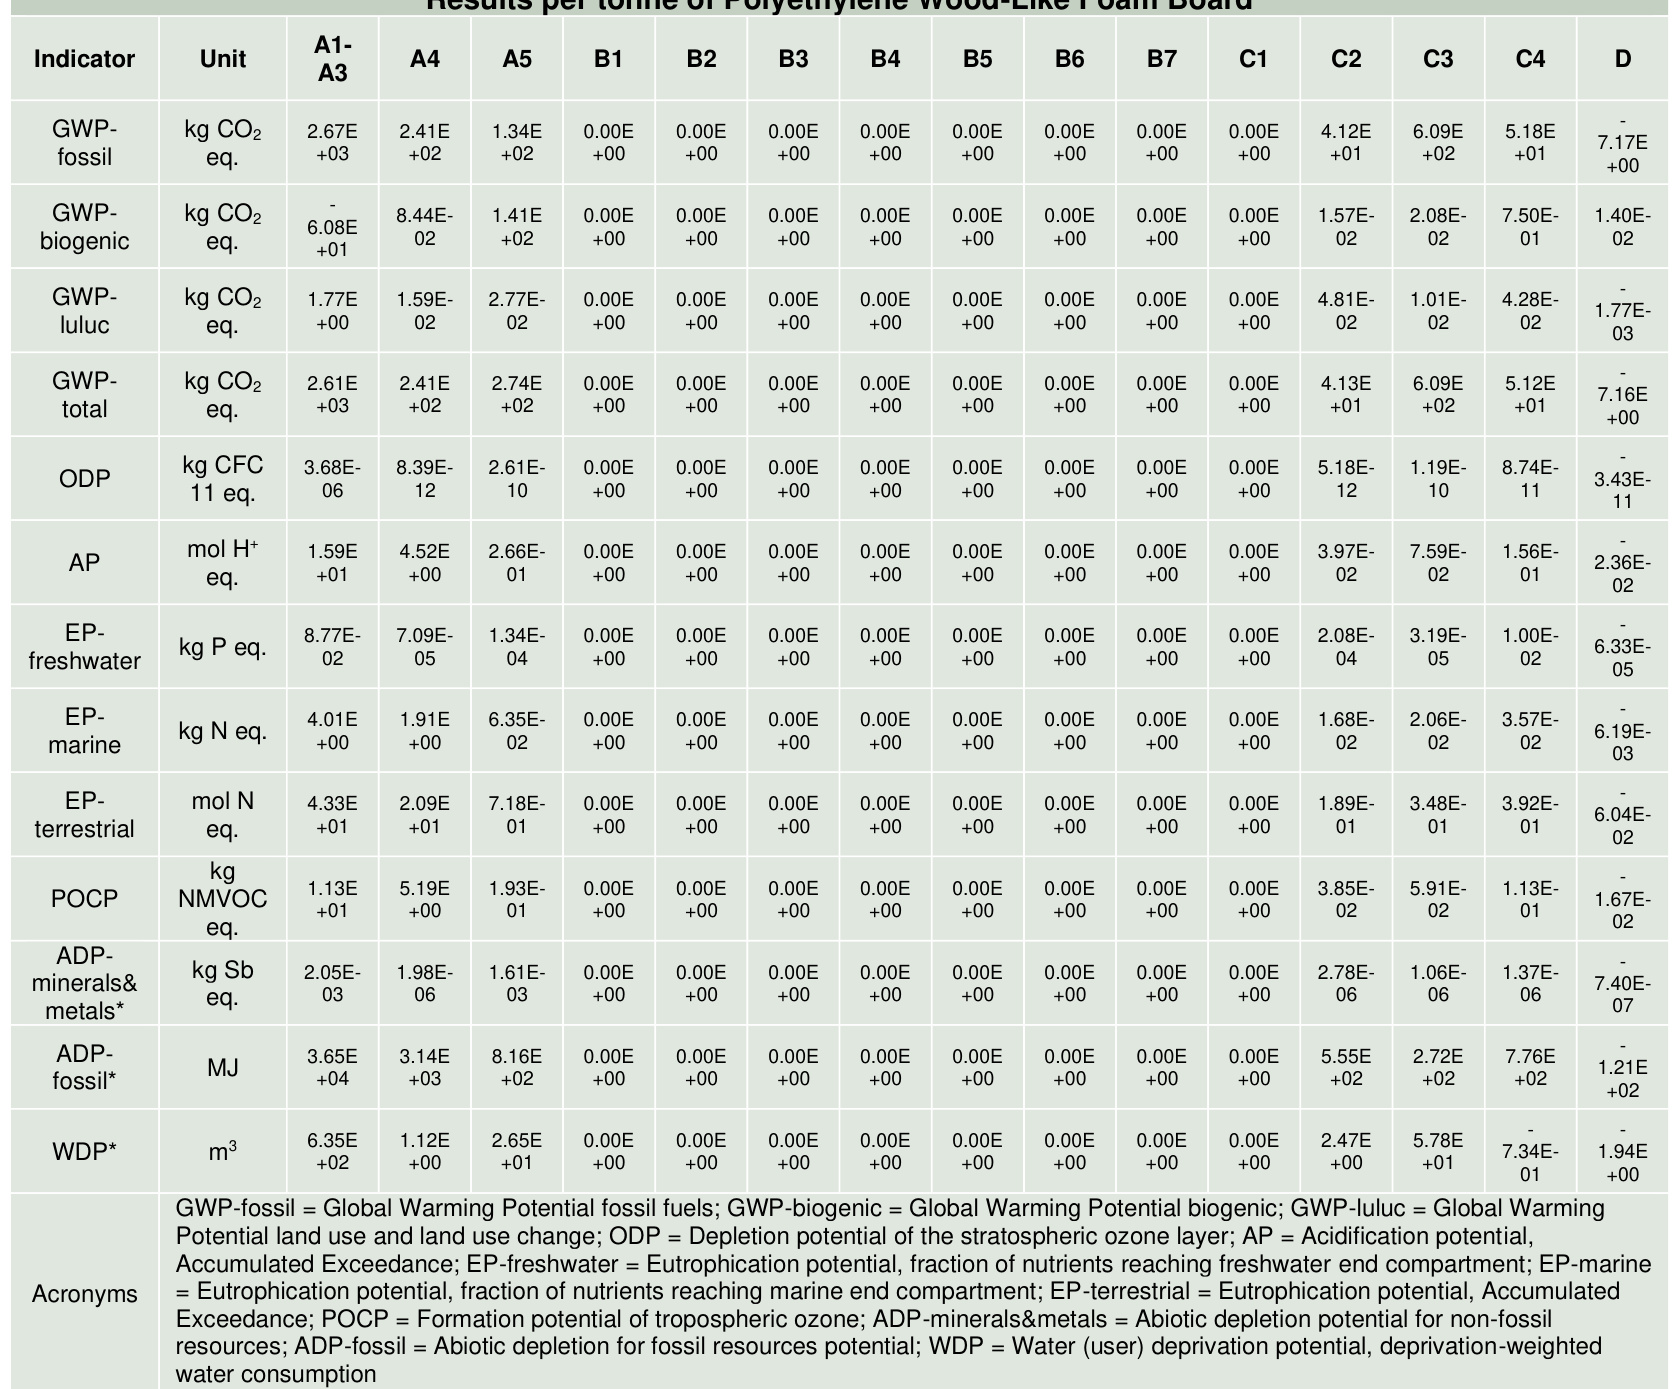 Results per tonne of Polyethylene Wood-Like Foam Board
Indicator Unit A1-A3 A4 A5 B1 B2 B3 B4 B5 B6 B7 C1 C2 C3 C4 D
GWP-fossil kg CO₂ eq. 2.67E+03 2.41E+02 1.34E+02 0.00E+00 0.00E+00 0.00E+00 0.00E+00 0.00E+00 0.00E+00 0.00E+00 0.00E+00 4.12E+01 6.09E+02 5.18E+01 -7.17E+00
GWP-biogenic kg CO₂ eq. -6.08E+01 8.44E-02 1.41E+02 0.00E+00 0.00E+00 0.00E+00 0.00E+00 0.00E+00 0.00E+00 0.00E+00 0.00E+00 1.57E-02 2.08E-02 7.50E-01 1.40E-02
GWP-luluc kg CO₂ eq. 1.77E+00 1.59E-02 2.77E-02 0.00E+00 0.00E+00 0.00E+00 0.00E+00 0.00E+00 0.00E+00 0.00E+00 0.00E+00 4.81E-02 1.01E-02 4.28E-02 -1.77E-03
GWP-total kg CO₂ eq. 2.61E+03 2.41E+02 2.74E+02 0.00E+00 0.00E+00 0.00E+00 0.00E+00 0.00E+00 0.00E+00 0.00E+00 0.00E+00 4.13E+01 6.09E+02 5.12E+01 -7.16E+00
ODP kg CFC 11 eq. 3.68E-06 8.39E-12 2.61E-10 0.00E+00 0.00E+00 0.00E+00 0.00E+00 0.00E+00 0.00E+00 0.00E+00 0.00E+00 5.18E-12 1.19E-10 8.74E-11 -3.43E-11
AP mol H⁺ eq. 1.59E+01 4.52E+00 2.66E-01 0.00E+00 0.00E+00 0.00E+00 0.00E+00 0.00E+00 0.00E+00 0.00E+00 0.00E+00 3.97E-02 7.59E-02 1.56E-01 -2.36E-02
EP-freshwater kg P eq. 8.77E-02 7.09E-05 1.34E-04 0.00E+00 0.00E+00 0.00E+00 0.00E+00 0.00E+00 0.00E+00 0.00E+00 0.00E+00 2.08E-04 3.19E-05 1.00E-02 -6.33E-05
EP-marine kg N eq. 4.01E+00 1.91E+00 6.35E-02 0.00E+00 0.00E+00 0.00E+00 0.00E+00 0.00E+00 0.00E+00 0.00E+00 0.00E+00 1.68E-02 2.06E-02 3.57E-02 -6.19E-03
EP-terrestrial mol N eq. 4.33E+01 2.09E+01 7.18E-01 0.00E+00 0.00E+00 0.00E+00 0.00E+00 0.00E+00 0.00E+00 0.00E+00 0.00E+00 1.89E-01 3.48E-01 3.92E-01 -6.04E-02
POCP kg NMVOC eq. 1.13E+01 5.19E+00 1.93E-01 0.00E+00 0.00E+00 0.00E+00 0.00E+00 0.00E+00 0.00E+00 0.00E+00 0.00E+00 3.85E-02 5.91E-02 1.13E-01 -1.67E-02
ADP-minerals&metals* kg Sb eq. 2.05E-03 1.98E-06 1.61E-03 0.00E+00 0.00E+00 0.00E+00 0.00E+00 0.00E+00 0.00E+00 0.00E+00 0.00E+00 2.78E-06 1.06E-06 1.37E-06 -7.40E-07
ADP-fossil* MJ 3.65E+04 3.14E+03 8.16E+02 0.00E+00 0.00E+00 0.00E+00 0.00E+00 0.00E+00 0.00E+00 0.00E+00 0.00E+00 5.55E+02 2.72E+02 7.76E+02 -1.21E+02
WDP* m³ 6.35E+02 1.12E+00 2.65E+01 0.00E+00 0.00E+00 0.00E+00 0.00E+00 0.00E+00 0.00E+00 0.00E+00 0.00E+00 2.47E+00 5.78E+01 -7.34E-01 -1.94E+00
Acronyms
GWP-fossil = Global Warming Potential fossil fuels; GWP-biogenic = Global Warming Potential biogenic; GWP-luluc = Global Warming
Potential land use and land use change; ODP = Depletion potential of the stratospheric ozone layer; AP = Acidification potential,
Accumulated Exceedance; EP-freshwater = Eutrophication potential, fraction of nutrients reaching freshwater end compartment; EP-marine
= Eutrophication potential, fraction of nutrients reaching marine end compartment; EP-terrestrial = Eutrophication potential, Accumulated
Exceedance; POCP = Formation potential of tropospheric ozone; ADP-minerals&metals = Abiotic depletion potential for non-fossil
resources; ADP-fossil = Abiotic depletion for fossil resources potential; WDP = Water (user) deprivation potential, deprivation-weighted
water consumption